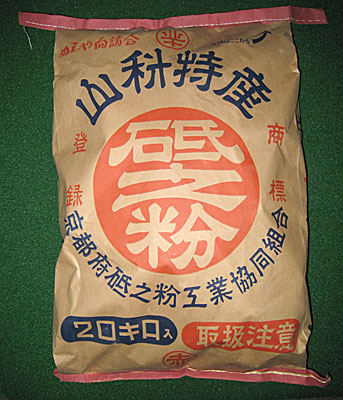 山科特産
登録
商標
砥之粉
京都府砥之粉工業協同組合
20キロ入
取扱注意